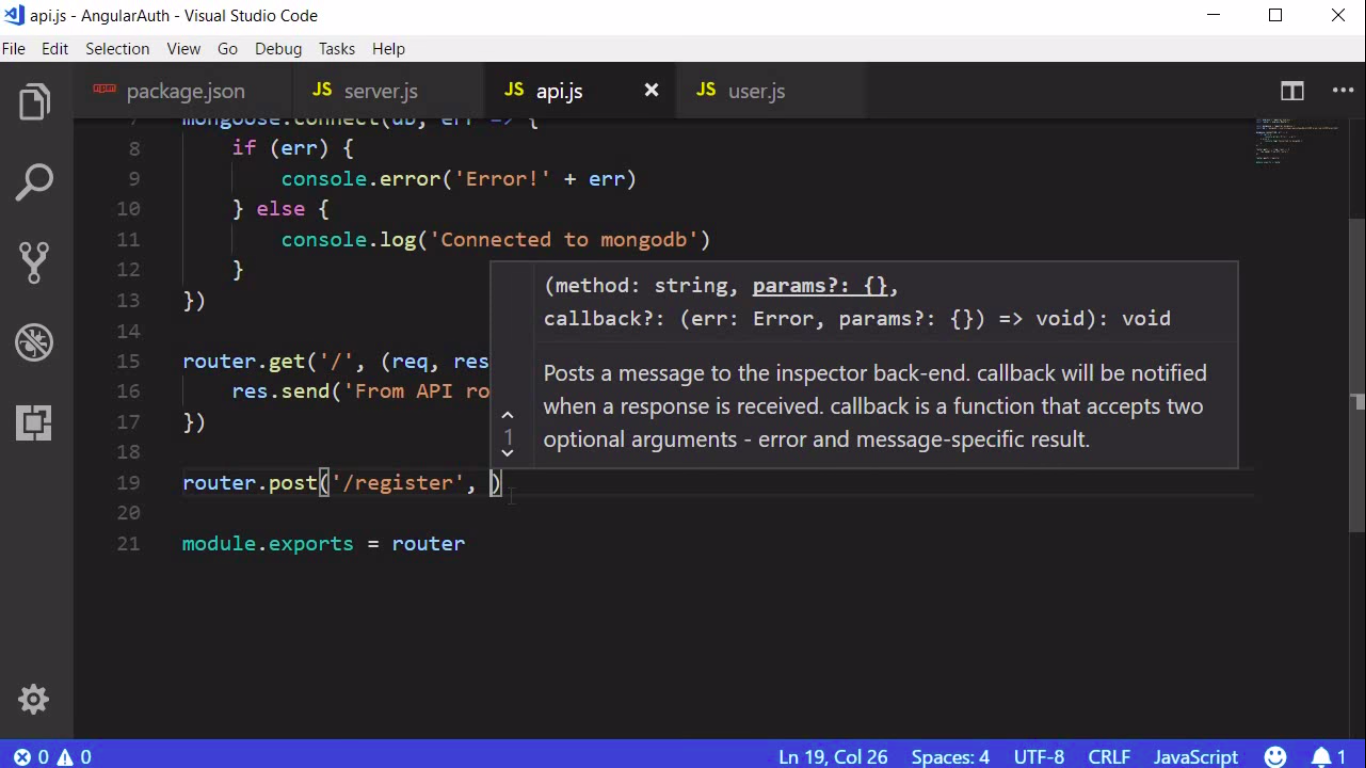 api.js - AngularAuth - Visual Studio Code
File Edit Selection View Go Debug Tasks Help
package.json JS server.js JS api.js JS user.js
7 mongoose.connect(db, err => {
8 if (err) {
9 console.error('Error!' + err)
10 } else {
11 console.log('Connected to mongodb')
12 }
13 })
14
15 router.get('/', (req, res
16 res.send('From API ro
17 })
18
19 router.post('/register', )
20
21 module.exports = router
(method: string, params?: {},
callback?: (err: Error, params?: {}) => void): void
Posts a message to the inspector back-end. callback will be notified
when a response is received. callback is a function that accepts two
1
optional arguments - error and message-specific result.
0 0 Ln 19, Col 26 Spaces: 4 UTF-8 CRLF JavaScript 1